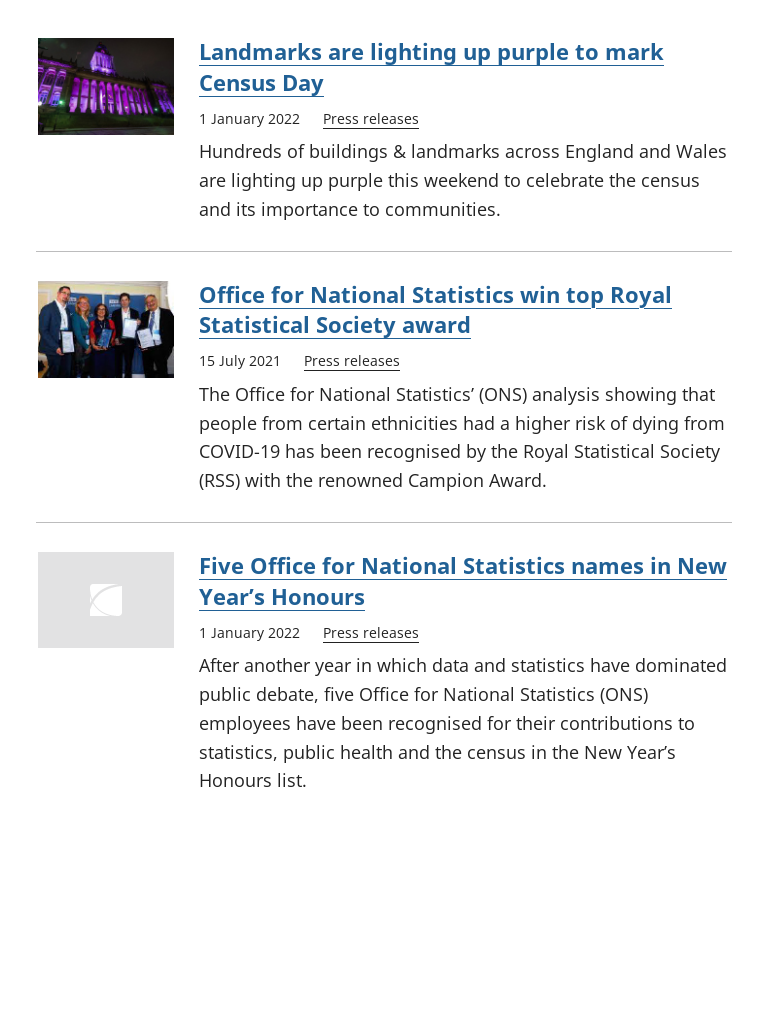 Landmarks are lighting up purple to mark
Census Day
1 January 2022 Press releases
Hundreds of buildings & landmarks across England and Wales
are lighting up purple this weekend to celebrate the census
and its importance to communities.
Office for National Statistics win top Royal
Statistical Society award
15 July 2021 Press releases
The Office for National Statistics’ (ONS) analysis showing that
people from certain ethnicities had a higher risk of dying from
COVID-19 has been recognised by the Royal Statistical Society
(RSS) with the renowned Campion Award.
Five Office for National Statistics names in New
Year’s Honours
1 January 2022 Press releases
After another year in which data and statistics have dominated
public debate, five Office for National Statistics (ONS)
employees have been recognised for their contributions to
statistics, public health and the census in the New Year’s
Honours list.